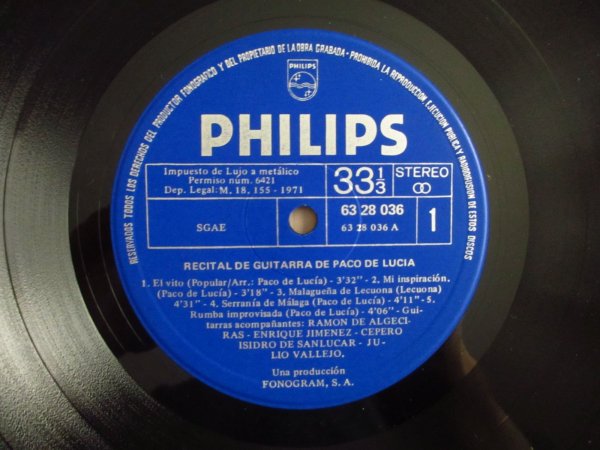 RESERVADOS TODOS LOS DERECHOS DEL PRODUCTOR FONOGRAFICO Y DEL PROPIETARIO DE LA OBRA GRABADA - PROHIBIDA LA REPRODUCCION, EJECUCION PUBLICA Y RADIODIFUSION DE ESTOS DISCOS
PHILIPS
PHILIPS
Impuesto de Lujo a metálico
Permiso núm. 6421
Dep. Legal: M. 18, 155 - 1971
33 1/3
STEREO
SGAE
63 28 036
63 28 036 A
1
RECITAL DE GUITARRA DE PACO DE LUCIA
1. El vito (Popular/Arr.: Paco de Lucía) - 3'32" - 2. Mi inspiración.
(Paco de Lucía) - 3'18" - 3. Malagueña de Lecuona (Lecuona)
4'31" - 4. Serranía de Málaga (Paco de Lucía) - 4'11" - 5.
Rumba improvisada (Paco de Lucía) - 4'06" - Gui-
tarras acompañantes: RAMON DE ALGECI-
RAS - ENRIQUE JIMENEZ - CEPERO
ISIDRO DE SANLUCAR - JU-
LIO VALLEJO.
Una producción
FONOGRAM, S. A.